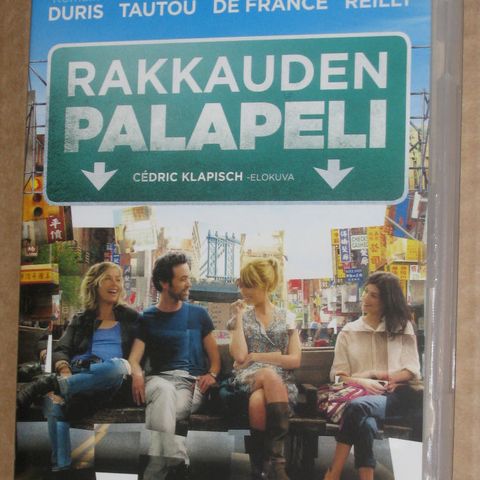 DURIS TAUTOU DE FRANCE REILLY
RAKKAUDEN
PALAPELI
CÉDRIC KLAPISCH -ELOKUVA